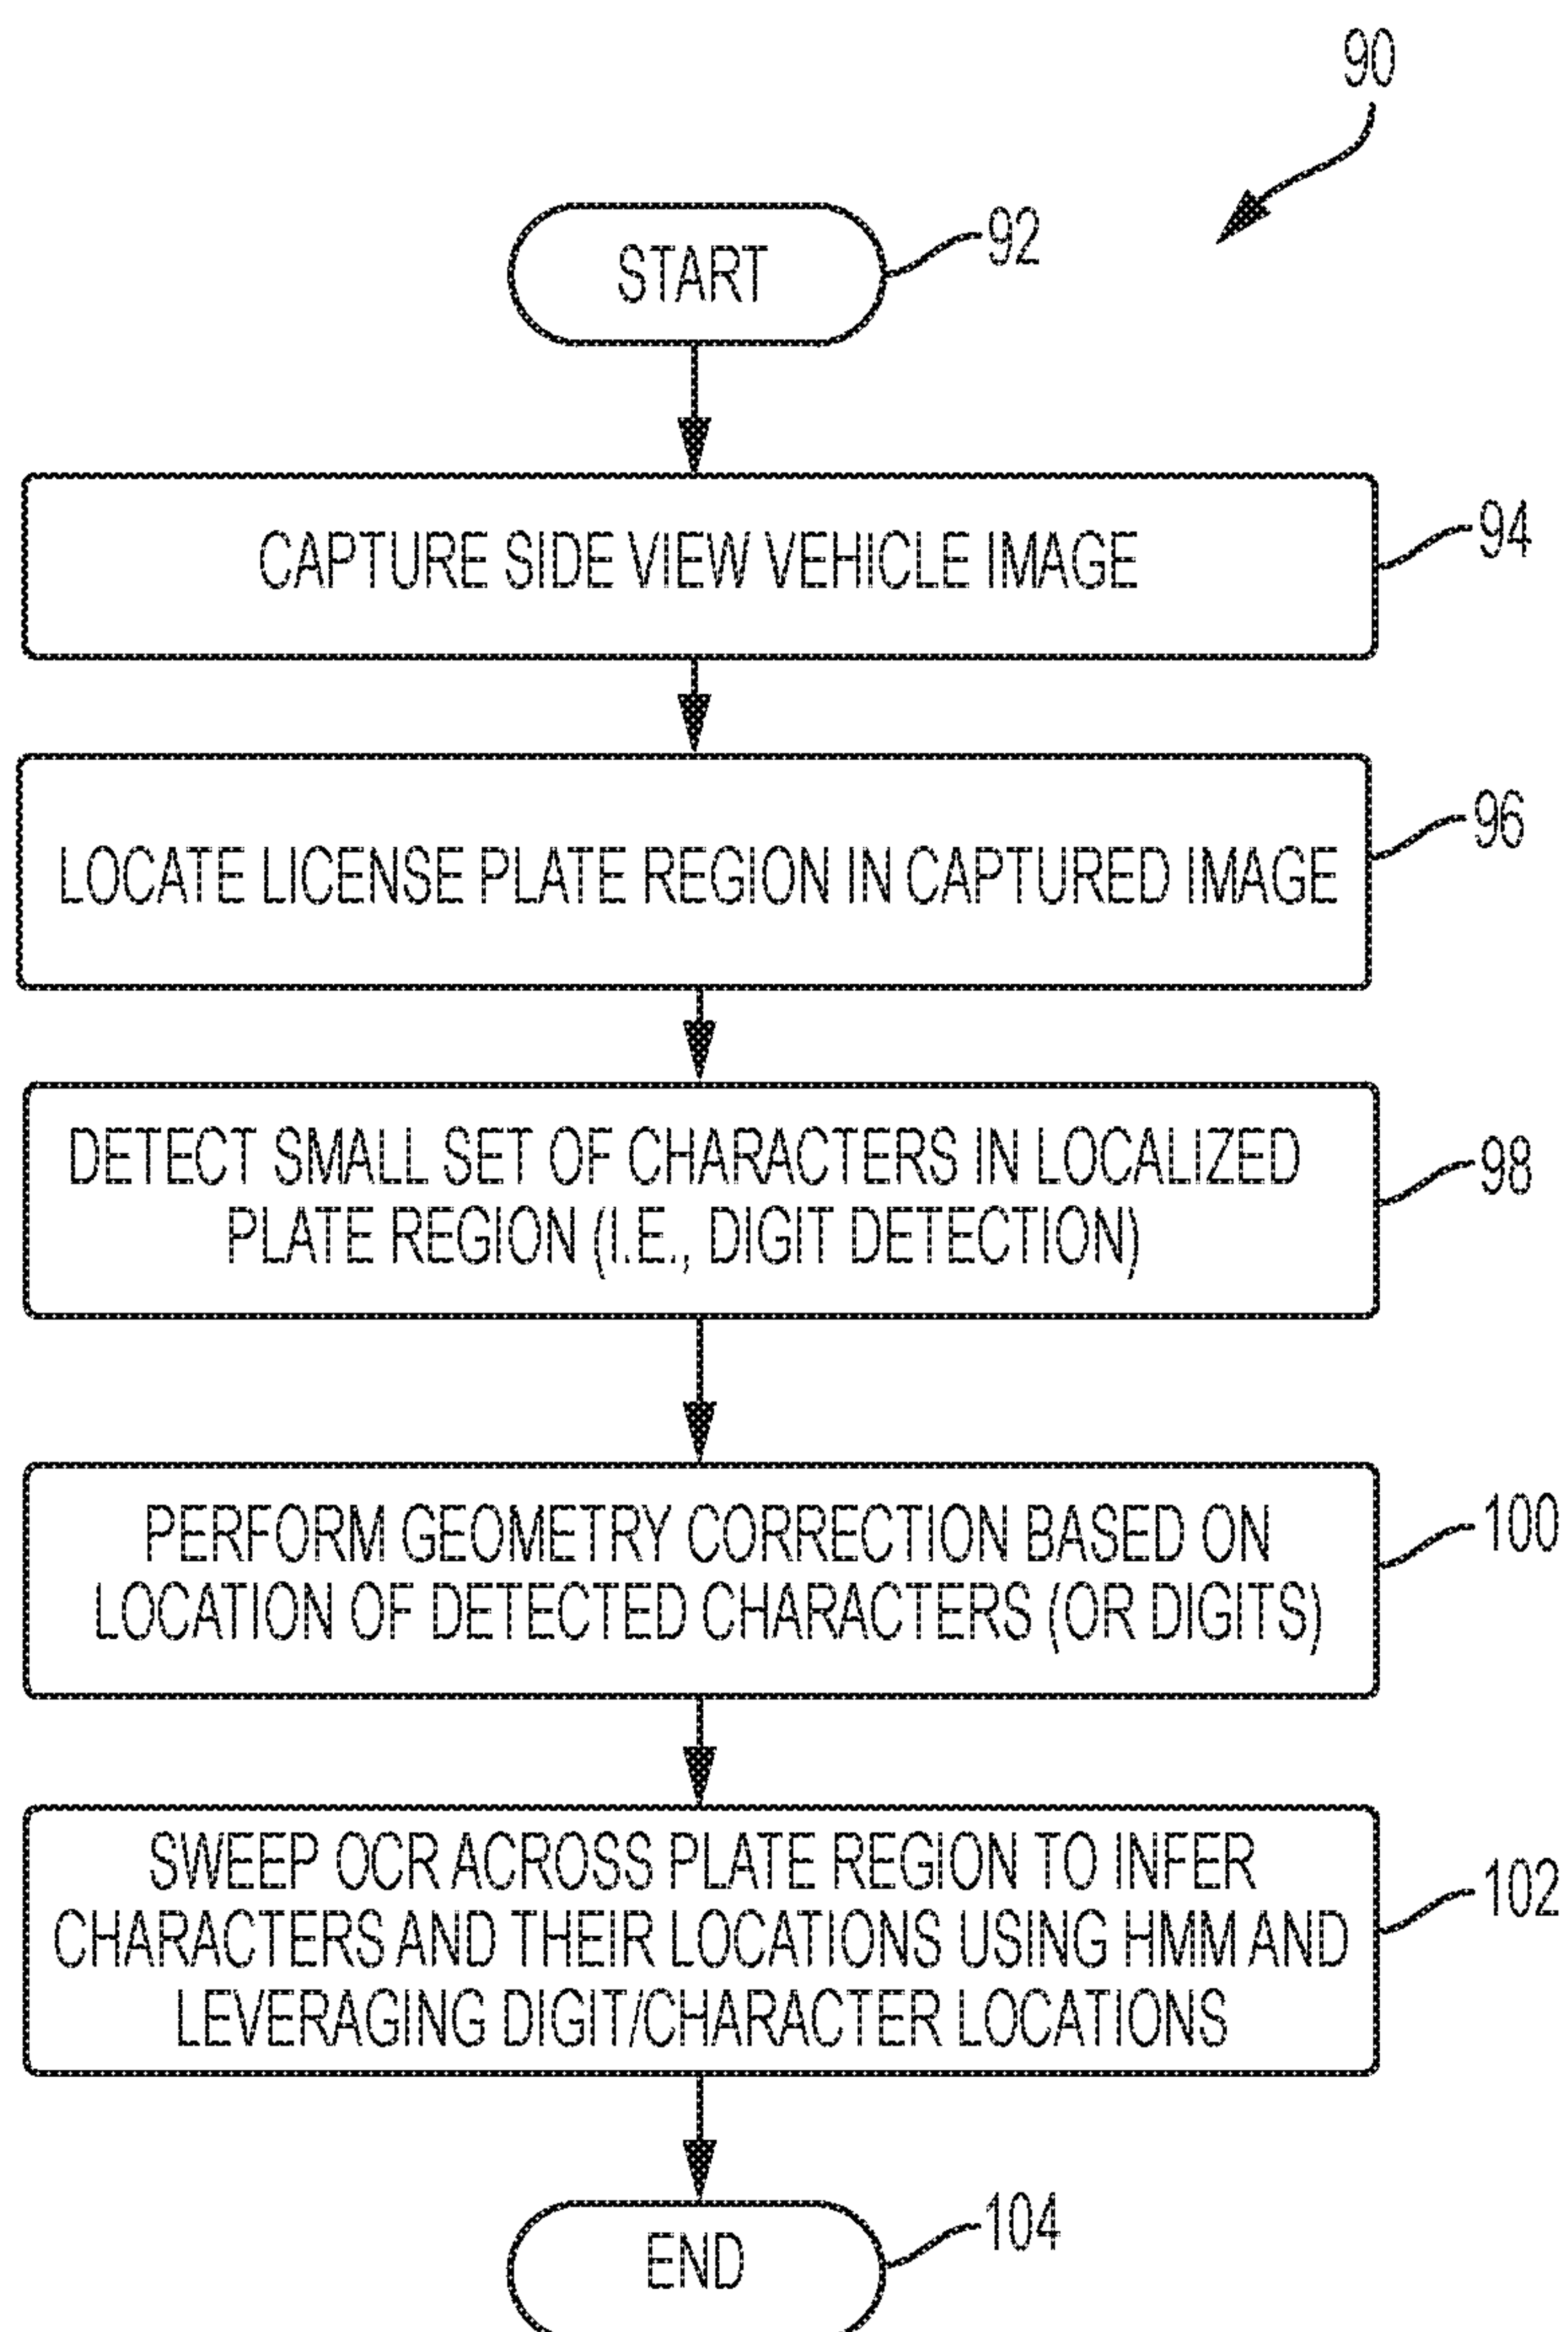 90
START
92
CAPTURE SIDE VIEW VEHICLE IMAGE
94
LOCATE LICENSE PLATE REGION IN CAPTURED IMAGE
96
DETECT SMALL SET OF CHARACTERS IN LOCALIZED
PLATE REGION (I.E., DIGIT DETECTION)
98
PERFORM GEOMETRY CORRECTION BASED ON
LOCATION OF DETECTED CHARACTERS (OR DIGITS)
100
SWEEP OCR ACROSS PLATE REGION TO INFER
CHARACTERS AND THEIR LOCATIONS USING HMM AND
LEVERAGING DIGIT/CHARACTER LOCATIONS
102
END
104